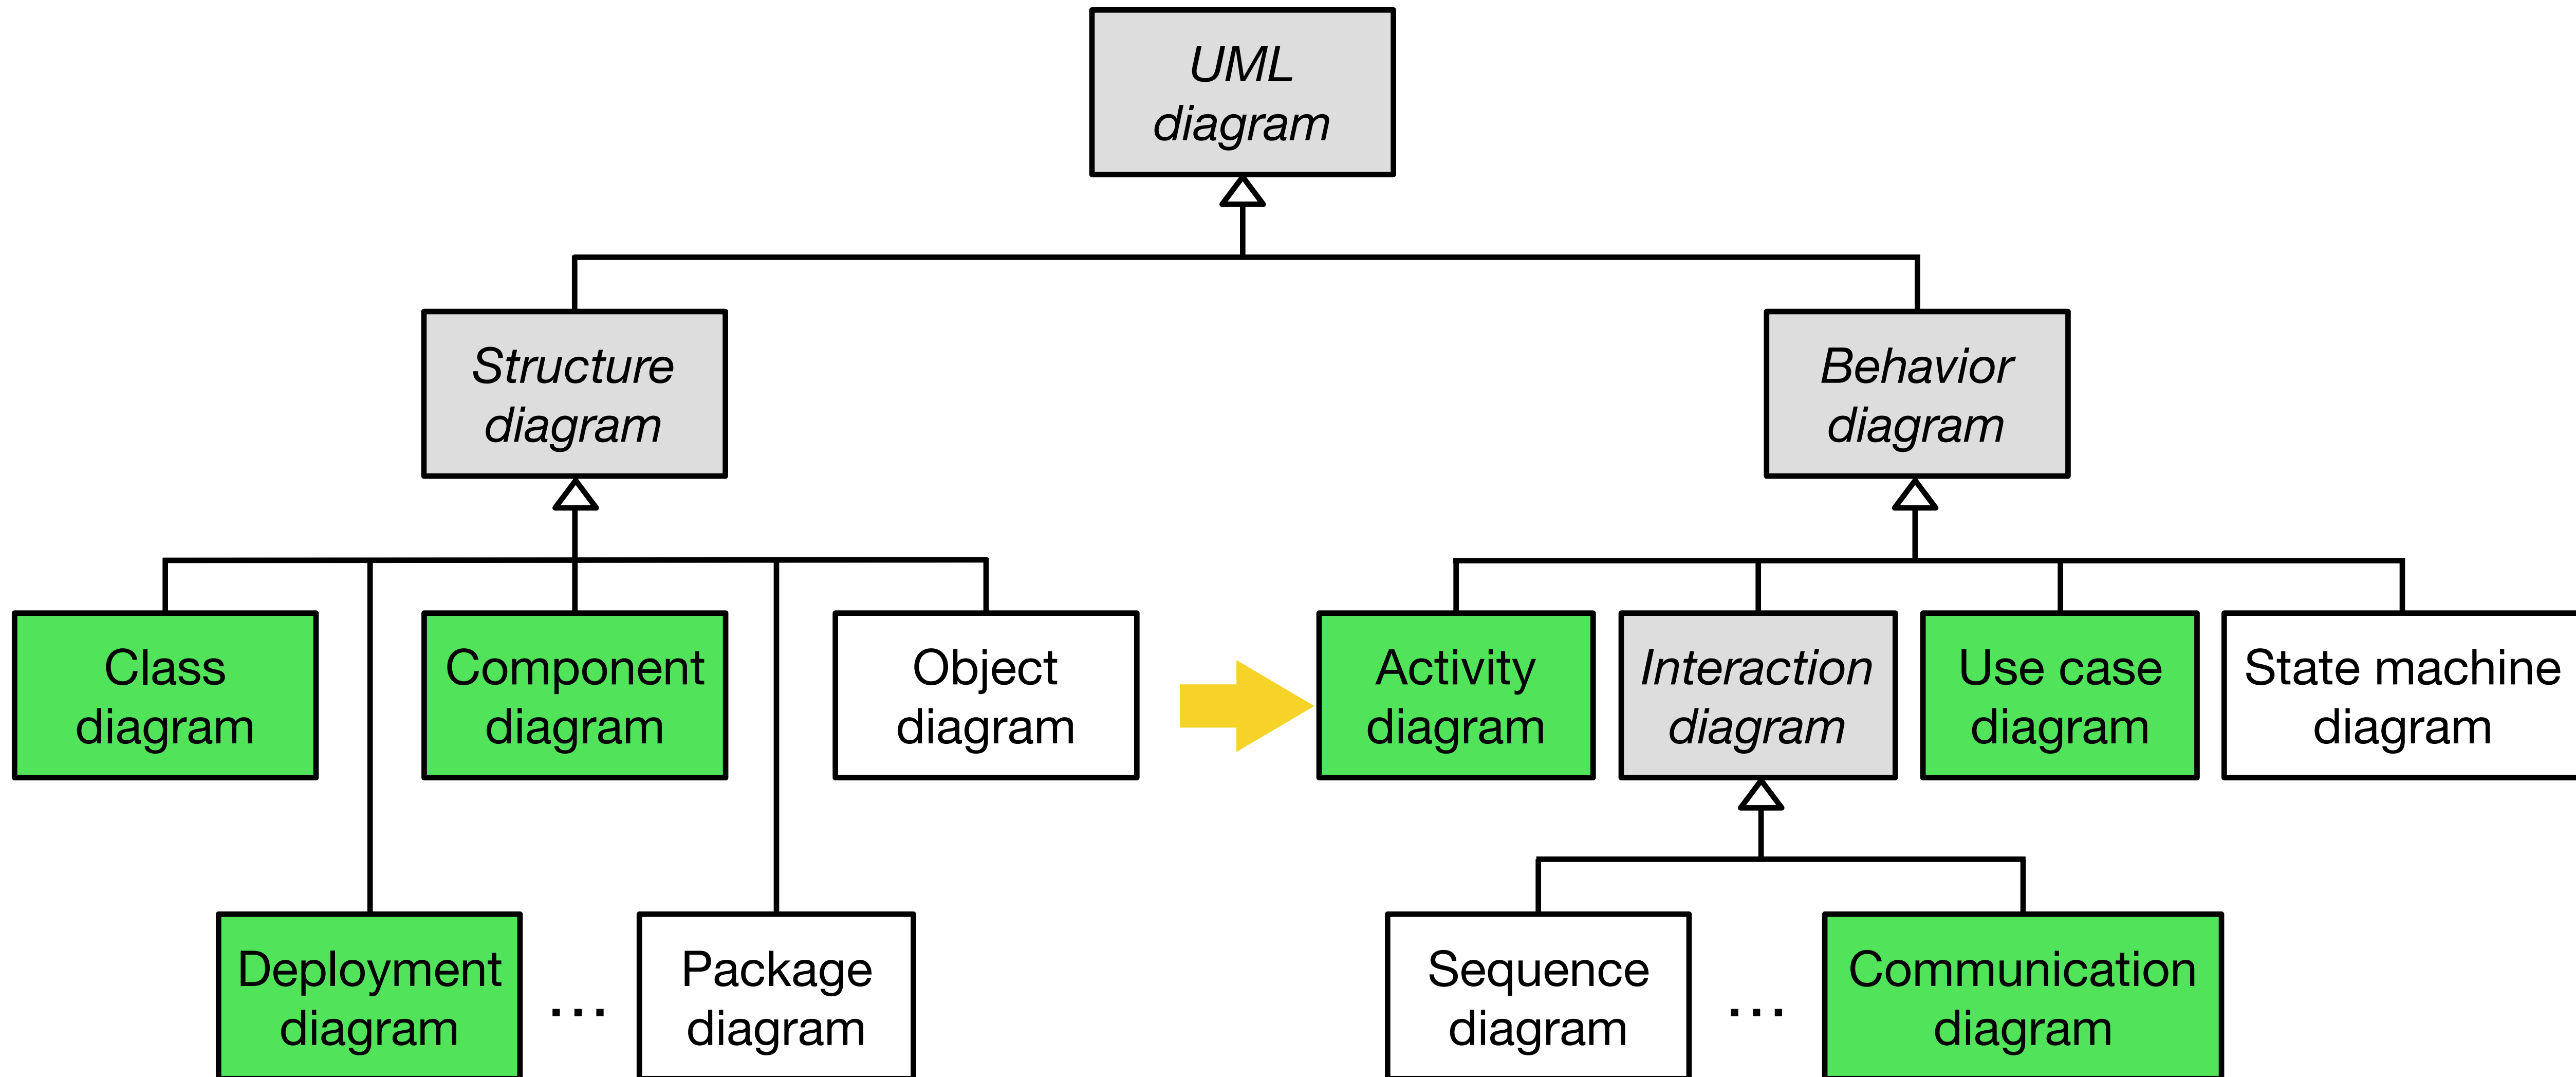 UML
diagram
Structure
diagram
Behavior
diagram
Class
diagram
Component
diagram
Object
diagram
Activity
diagram
Interaction
diagram
Use case
diagram
State machine
diagram
Deployment
diagram
...
Package
diagram
Sequence
diagram
...
Communication
diagram